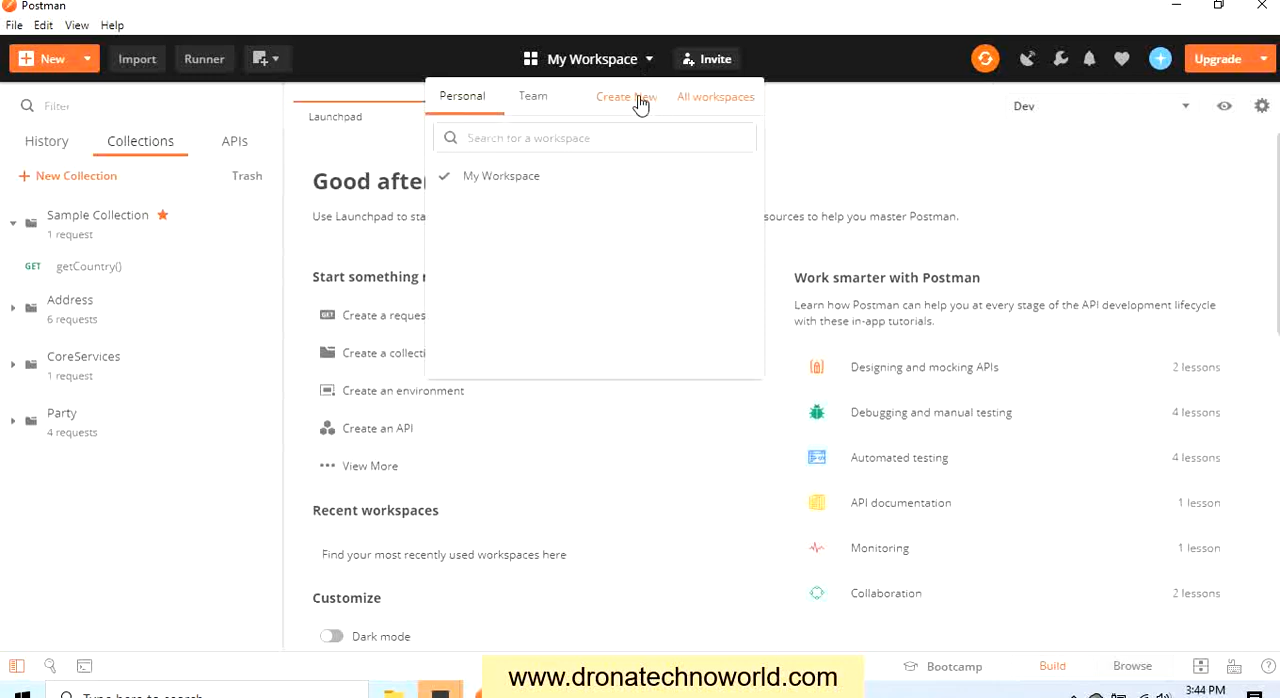 Postman
File Edit View Help
New Import Runner My Workspace Invite Upgrade
Filter
History Collections APIs
New Collection Trash
Sample Collection
1 request
GET getCountry()
Address
6 requests
CoreServices
1 request
Party
4 requests
Launchpad
Dev
Personal Team Create New All workspaces
Search for a workspace
My Workspace
Good after
Use Launchpad to sta
sources to help you master Postman.
Start something
GET Create a reques
Create a collecti
Create an environment
Create an API
View More
Recent workspaces
Find your most recently used workspaces here
Customize
Dark mode
Work smarter with Postman
Learn how Postman can help you at every stage of the API development lifecycle
with these in-app tutorials.
Designing and mocking APIs 2 lessons
Debugging and manual testing 4 lessons
Automated testing 4 lessons
API documentation 1 lesson
Monitoring 1 lesson
Collaboration 2 lessons
Bootcamp Build Browse
www.dronatechnoworld.com
Type here to search
3:44 PM